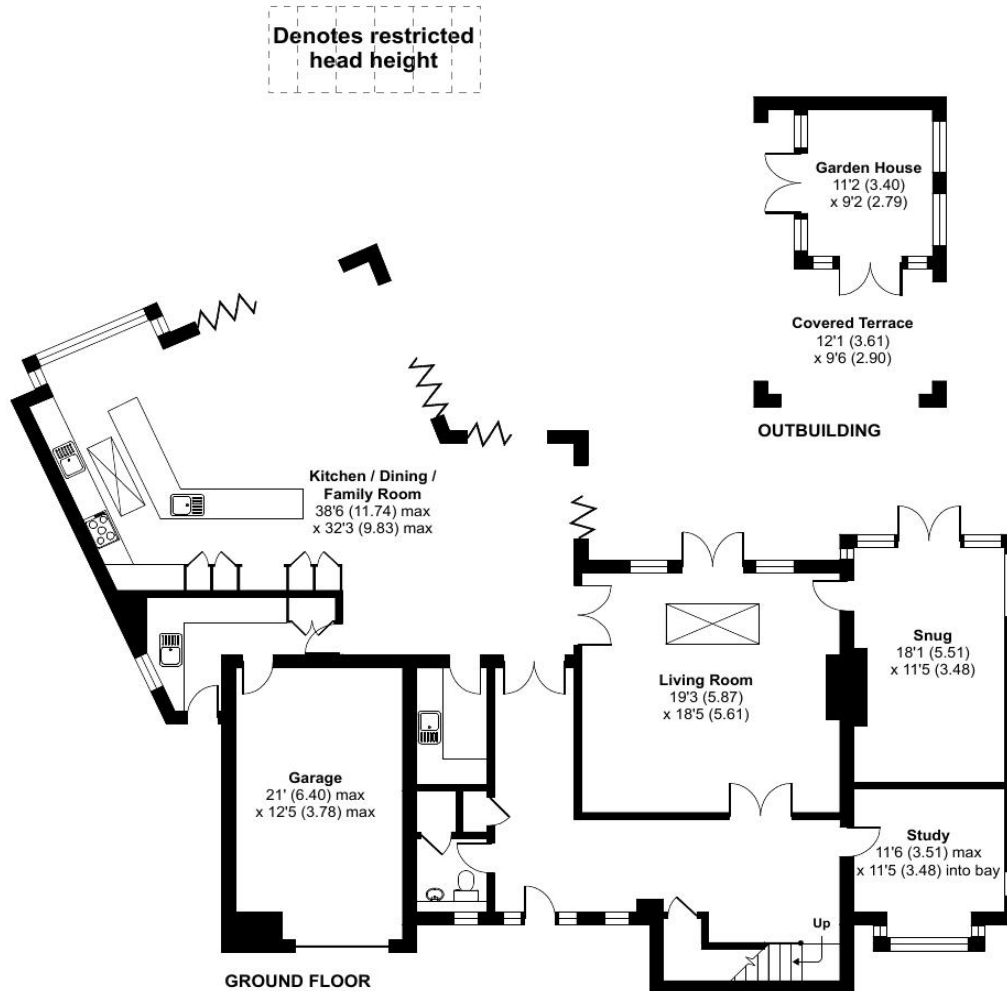 Denotes restricted
head height
Garden House
11'2 (3.40)
x 9'2 (2.79)
Covered Terrace
12'1 (3.61)
x 9'6 (2.90)
OUTBUILDING
Kitchen / Dining /
Family Room
38'6 (11.74) max
x 32'3 (9.83) max
Snug
18'1 (5.51)
x 11'5 (3.48)
Living Room
19'3 (5.87)
x 18'5 (5.61)
Garage
21' (6.40) max
x 12'5 (3.78) max
Study
11'6 (3.51) max
x 11'5 (3.48) into bay
Up
GROUND FLOOR